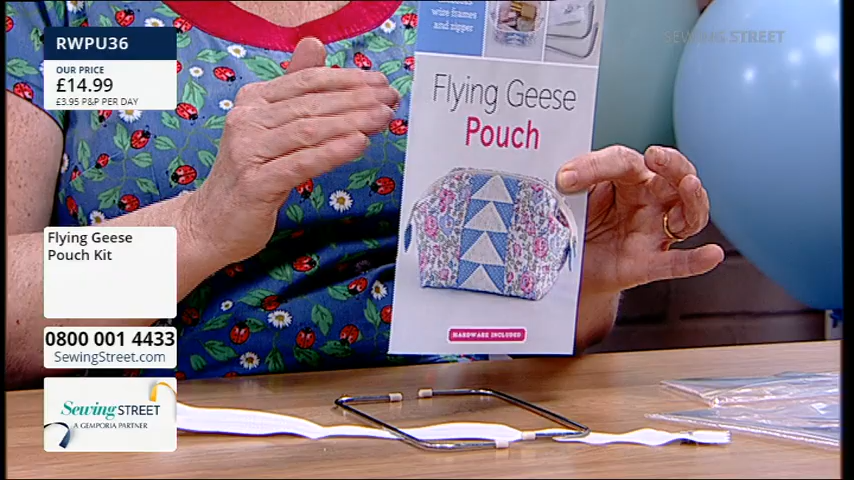 RWPU36
OUR PRICE
£14.99
£3.95 P&P PER DAY
Flying Geese
Pouch Kit
0800 001 4433
SewingStreet.com
Sewing STREET
A GEMPORIA PARTNER
wire frames
and zipper
Flying Geese
Pouch
HARDWARE INCLUDED
SEWING STREET